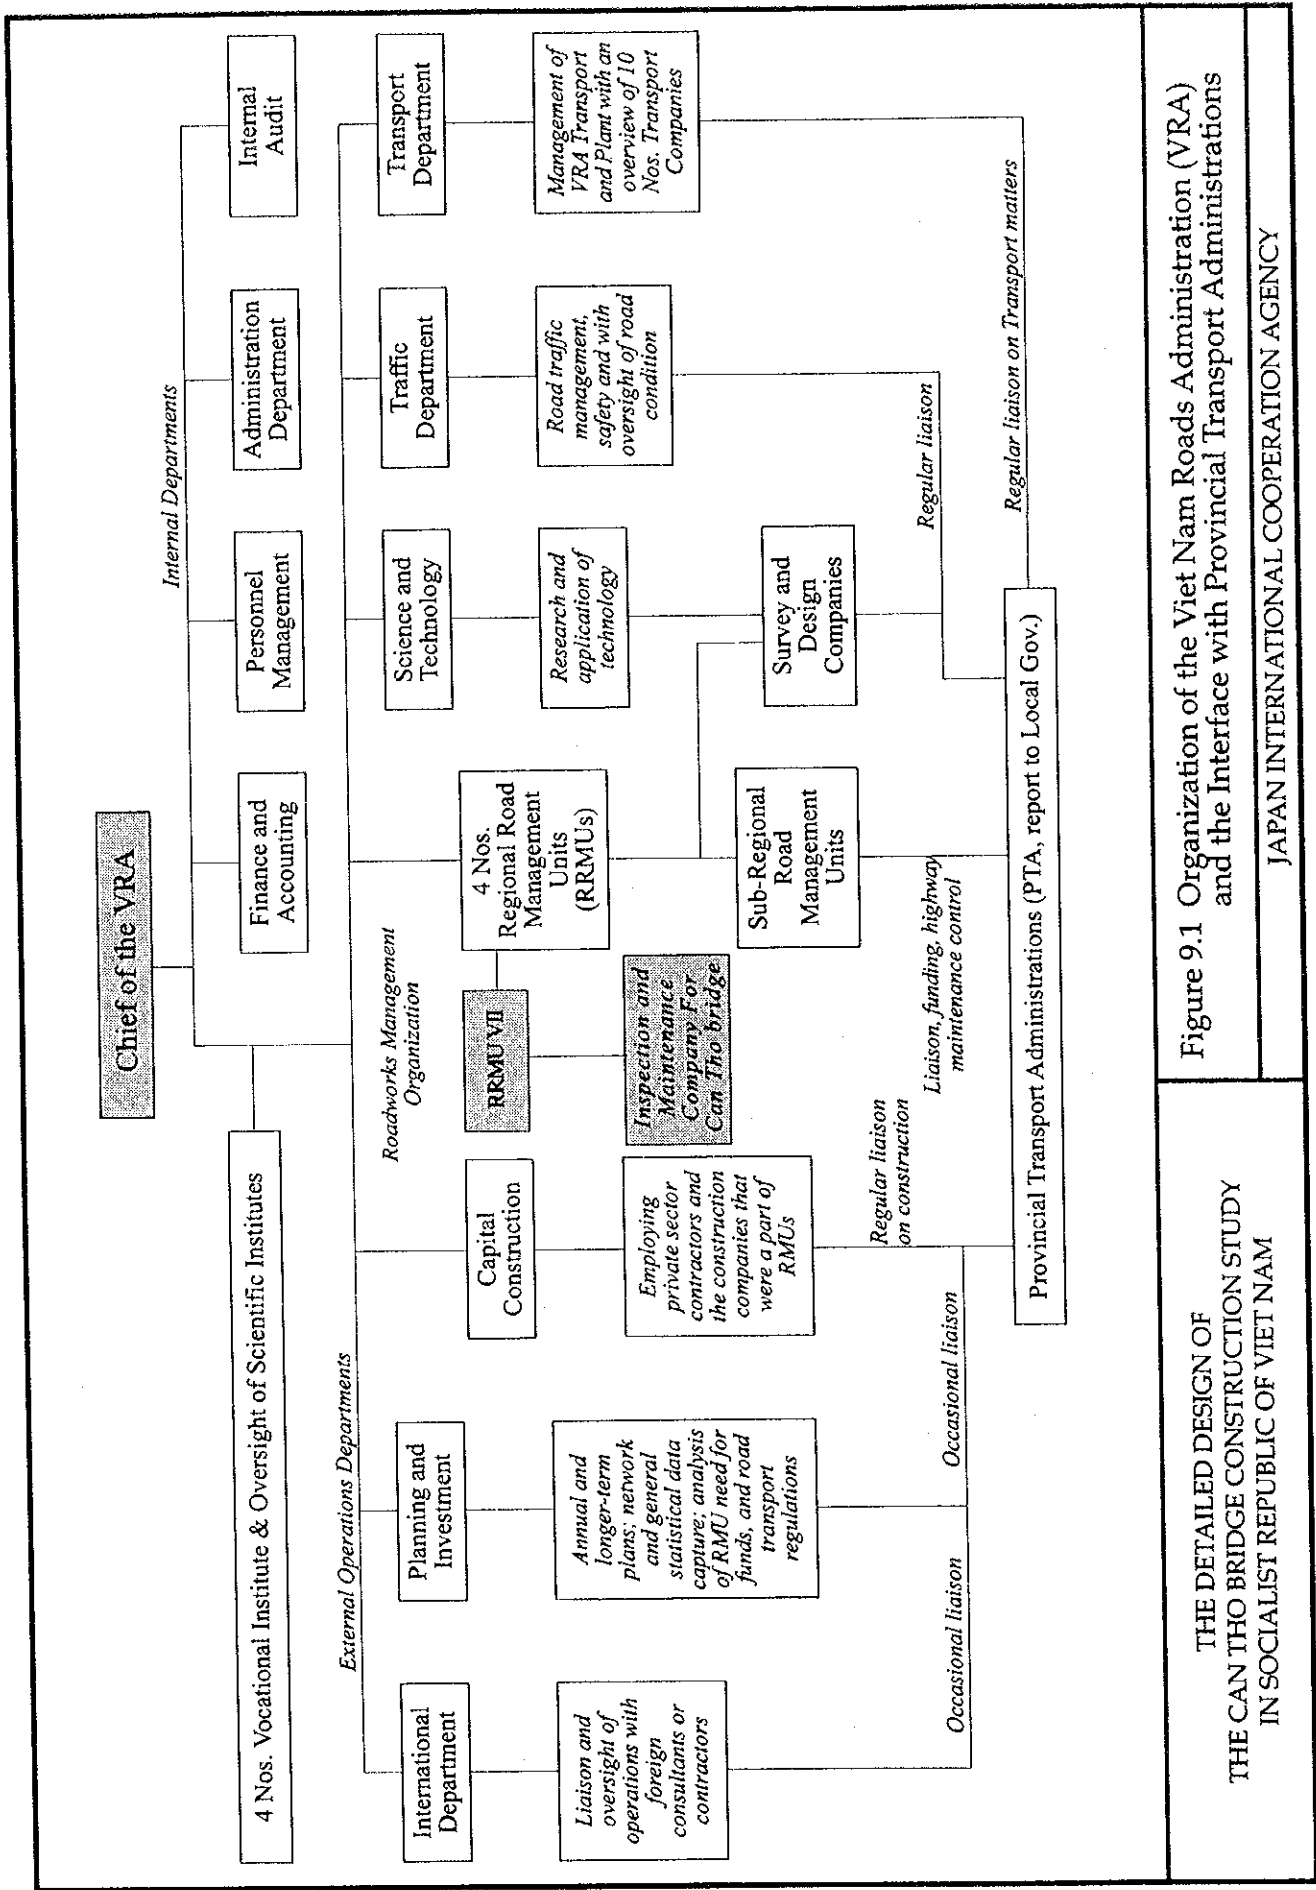 Chief of the VRA
Internal Departments
4 Nos. Vocational Institute & Oversight of Scientific Institutes
Finance and
Accounting
Personnel
Management
Administration
Department
Internal
Audit
External Operations Departments
Roadworks Management
Organization
International
Department
Planning and
Investment
Capital
Construction
RRMU VII
4 Nos.
Regional Road
Management
Units
(RRMUs)
Science and
Technology
Traffic
Department
Transport
Department
Liaison and
oversight of
operations with
foreign
consultants or
contractors
Annual and
longer-term
plans; network
and general
statistical data
capture; analysis
of RMU need for
funds, and road
transport
regulations
Employing
private sector
contractors and
the construction
companies that
were a part of
RMUs
Inspection and
Maintenance
Company For
Can Tho bridge
Research and
application of
technology
Road traffic
management,
safety and with
oversight of road
condition
Management of
VRA Transport
and Plant with an
overview of 10
Nos. Transport
Companies
Sub-Regional
Road
Management
Units
Survey and
Design
Companies
Regular liaison
on construction
Liaison, funding, highway
maintenance control
Regular liaison
Occasional liaison
Occasional liaison
Regular liaison on Transport matters
Provincial Transport Administrations (PTA, report to Local Gov.)
THE DETAILED DESIGN OF
THE CAN THO BRIDGE CONSTRUCTION STUDY
IN SOCIALIST REPUBLIC OF VIET NAM
Figure 9.1 Organization of the Viet Nam Roads Administration (VRA)
and the Interface with Provincial Transport Administrations
JAPAN INTERNATIONAL COOPERATION AGENCY